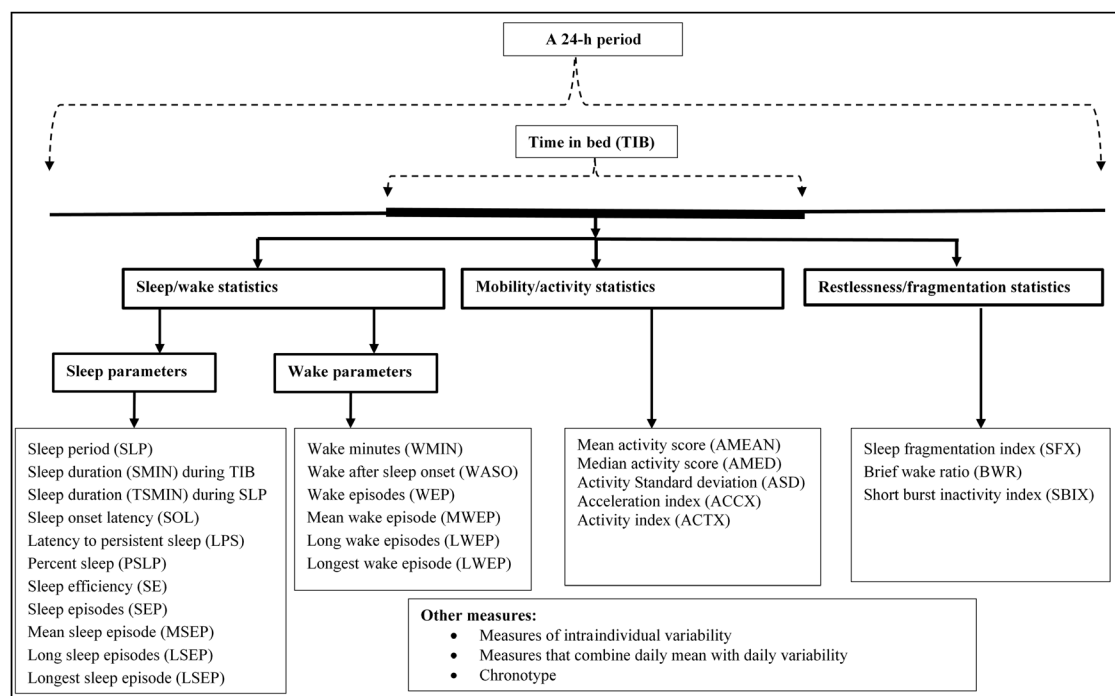 A 24-h period
Time in bed (TIB)
Sleep/wake statistics
Mobility/activity statistics
Restlessness/fragmentation statistics
Sleep parameters
Wake parameters
Sleep period (SLP)
Sleep duration (SMIN) during TIB
Sleep duration (TSMIN) during SLP
Sleep onset latency (SOL)
Latency to persistent sleep (LPS)
Percent sleep (PSLP)
Sleep efficiency (SE)
Sleep episodes (SEP)
Mean sleep episode (MSEP)
Long sleep episodes (LSEP)
Longest sleep episode (LSEP)
Wake minutes (WMIN)
Wake after sleep onset (WASO)
Wake episodes (WEP)
Mean wake episode (MWEP)
Long wake episodes (LWEP)
Longest wake episode (LWEP)
Mean activity score (AMEAN)
Median activity score (AMED)
Activity Standard deviation (ASD)
Acceleration index (ACCX)
Activity index (ACTX)
Sleep fragmentation index (SFX)
Brief wake ratio (BWR)
Short burst inactivity index (SBIX)
Other measures:
• Measures of intraindividual variability
• Measures that combine daily mean with daily variability
• Chronotype